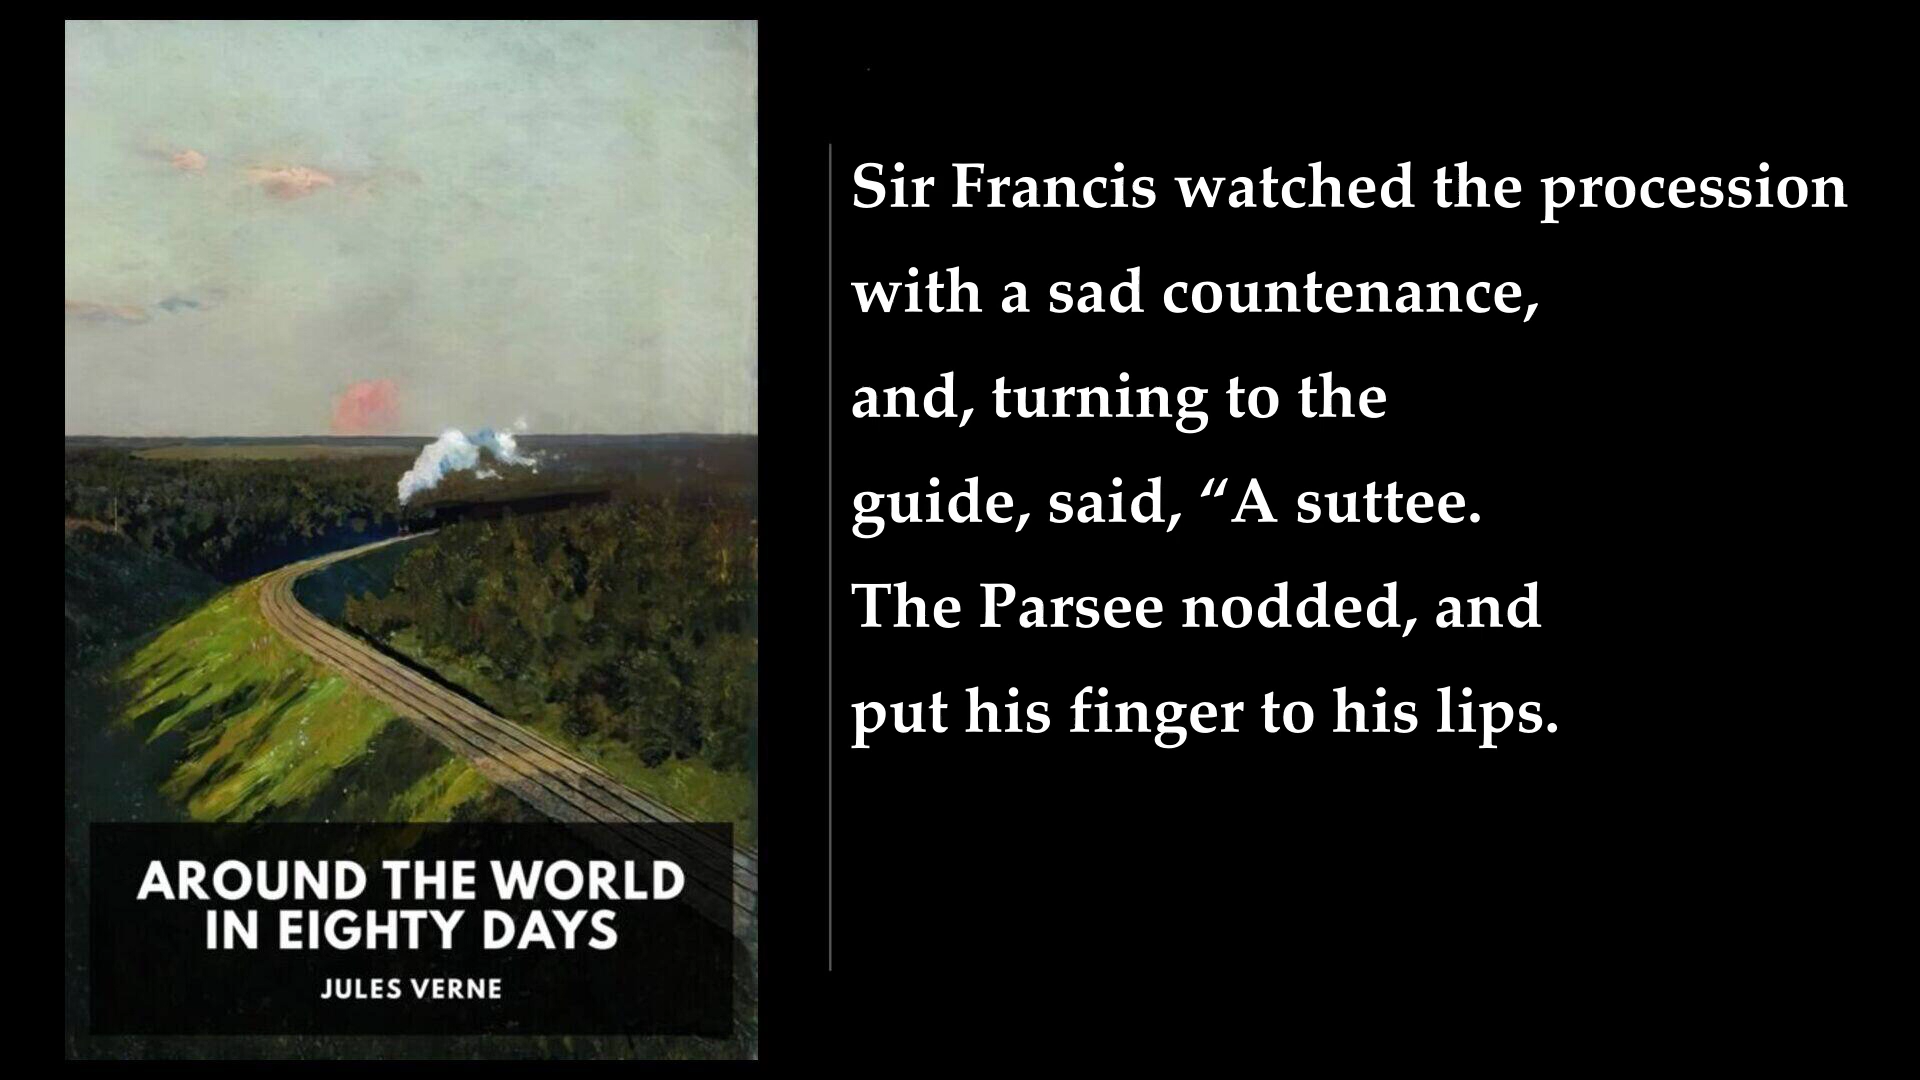 AROUND THE WORLD
IN EIGHTY DAYS
JULES VERNE
Sir Francis watched the procession
with a sad countenance,
and, turning to the
guide, said, “A suttee.
The Parsee nodded, and
put his finger to his lips.